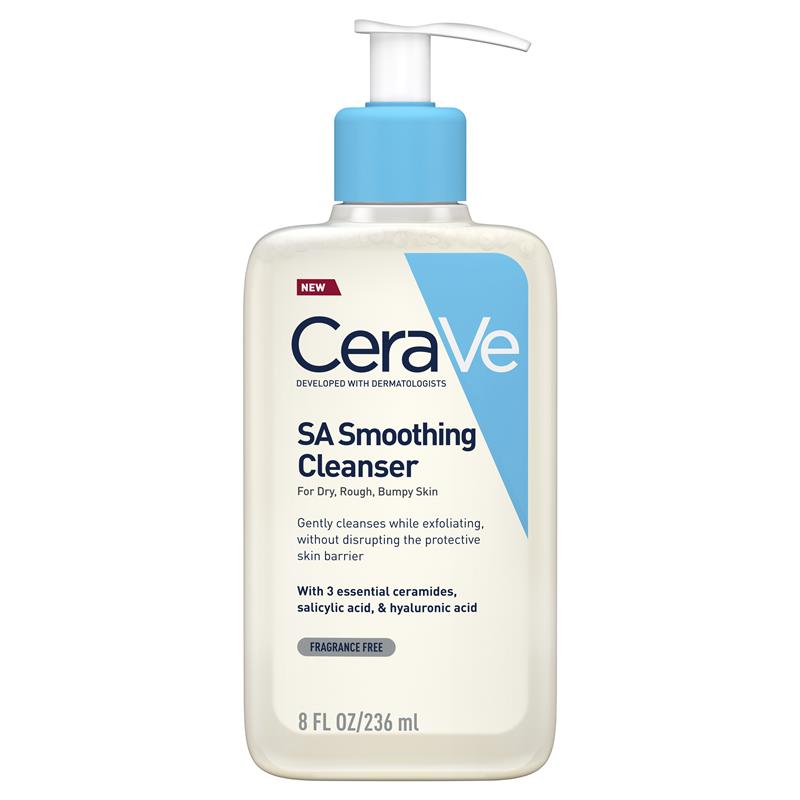 NEW
CeraVe
DEVELOPED WITH DERMATOLOGISTS
SA Smoothing
Cleanser
For Dry, Rough, Bumpy Skin
Gently cleanses while exfoliating,
without disrupting the protective
skin barrier
With 3 essential ceramides,
salicylic acid, & hyaluronic acid
FRAGRANCE FREE
8 FL OZ/236 ml